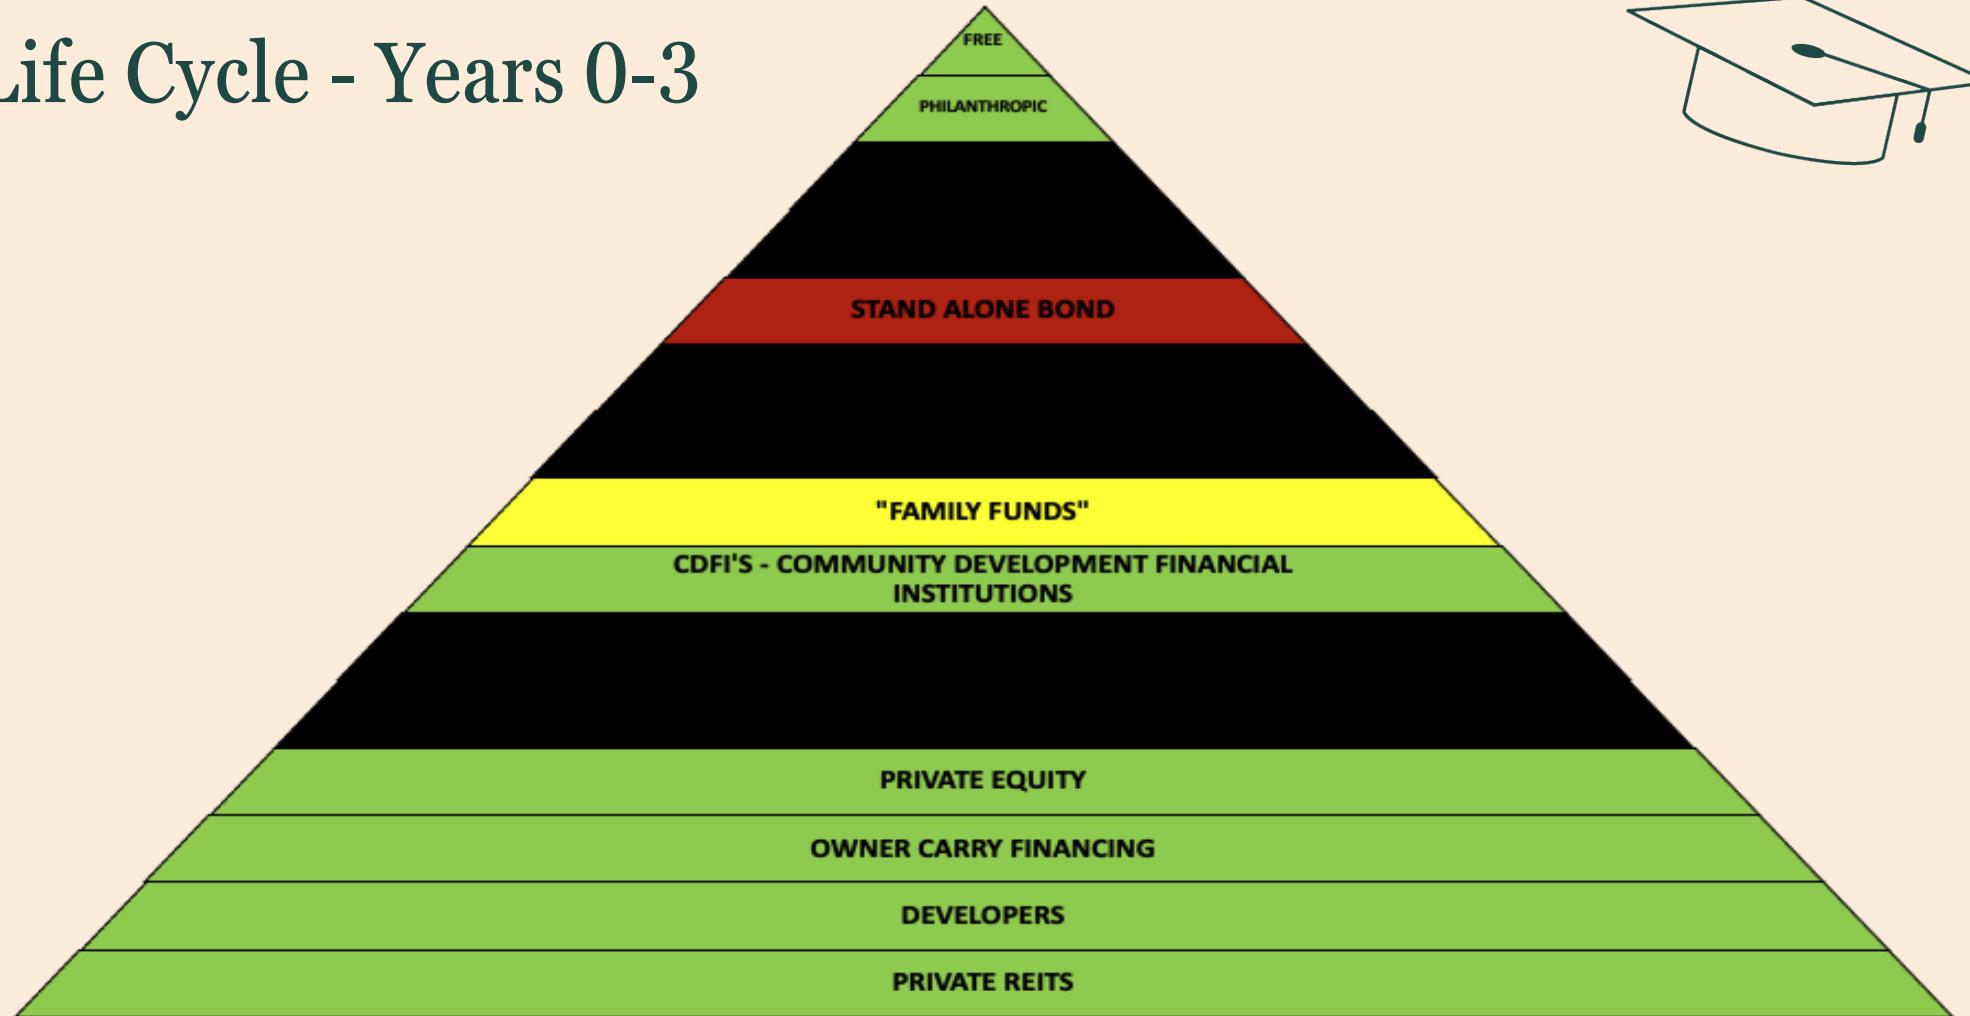 Life Cycle - Years 0-3
FREE
PHILANTHROPIC
STAND ALONE BOND
"FAMILY FUNDS"
CDFI'S - COMMUNITY DEVELOPMENT FINANCIAL
INSTITUTIONS
PRIVATE EQUITY
OWNER CARRY FINANCING
DEVELOPERS
PRIVATE REITS